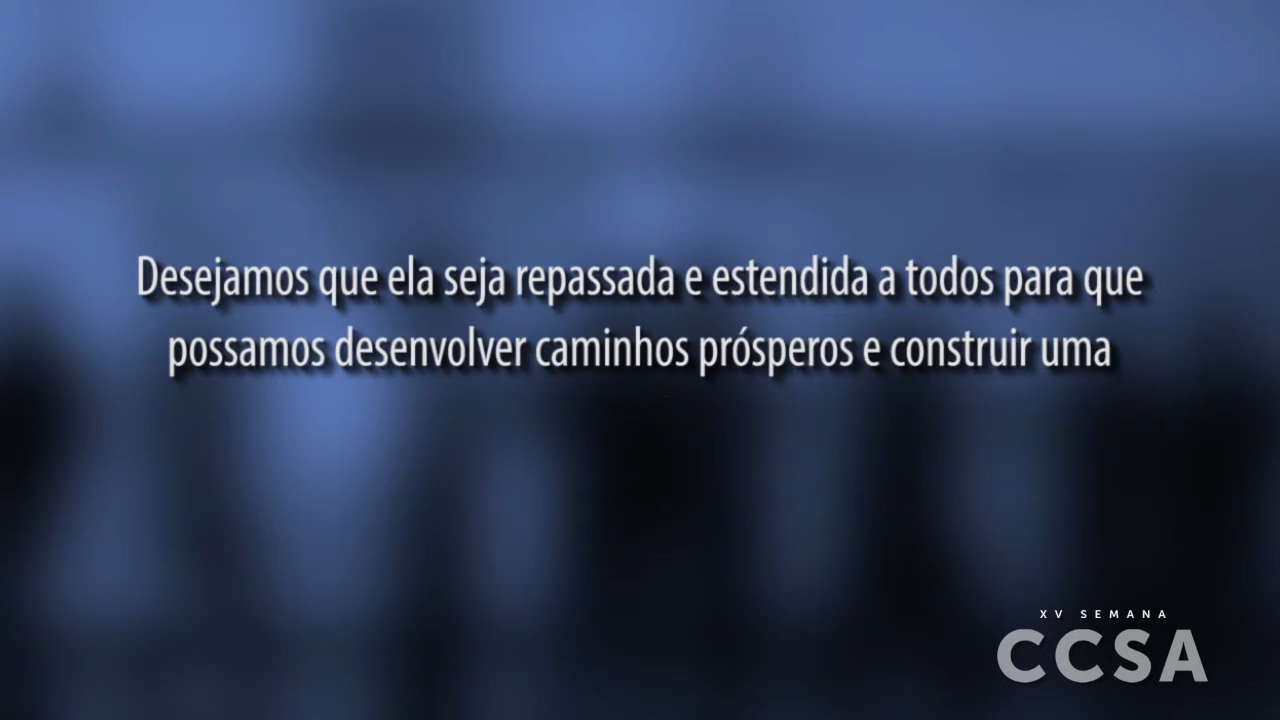 Desejamos que ela seja repassada e estendida a todos para que
possamos desenvolver caminhos prósperos e construir uma
XV SEMANA
CCSA